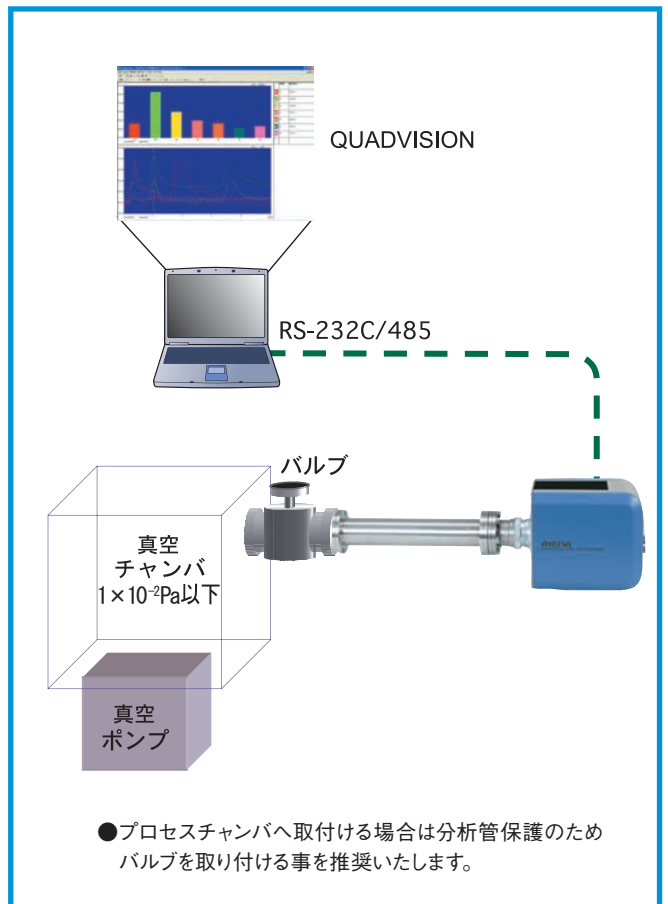 QUADVISION
RS-232C/485
バルブ
真空
チャンバ
1×10⁻²Pa以下
真空
ポンプ
●プロセスチャンバへ取付ける場合は分析管保護のため
バルブを取り付ける事を推奨いたします。